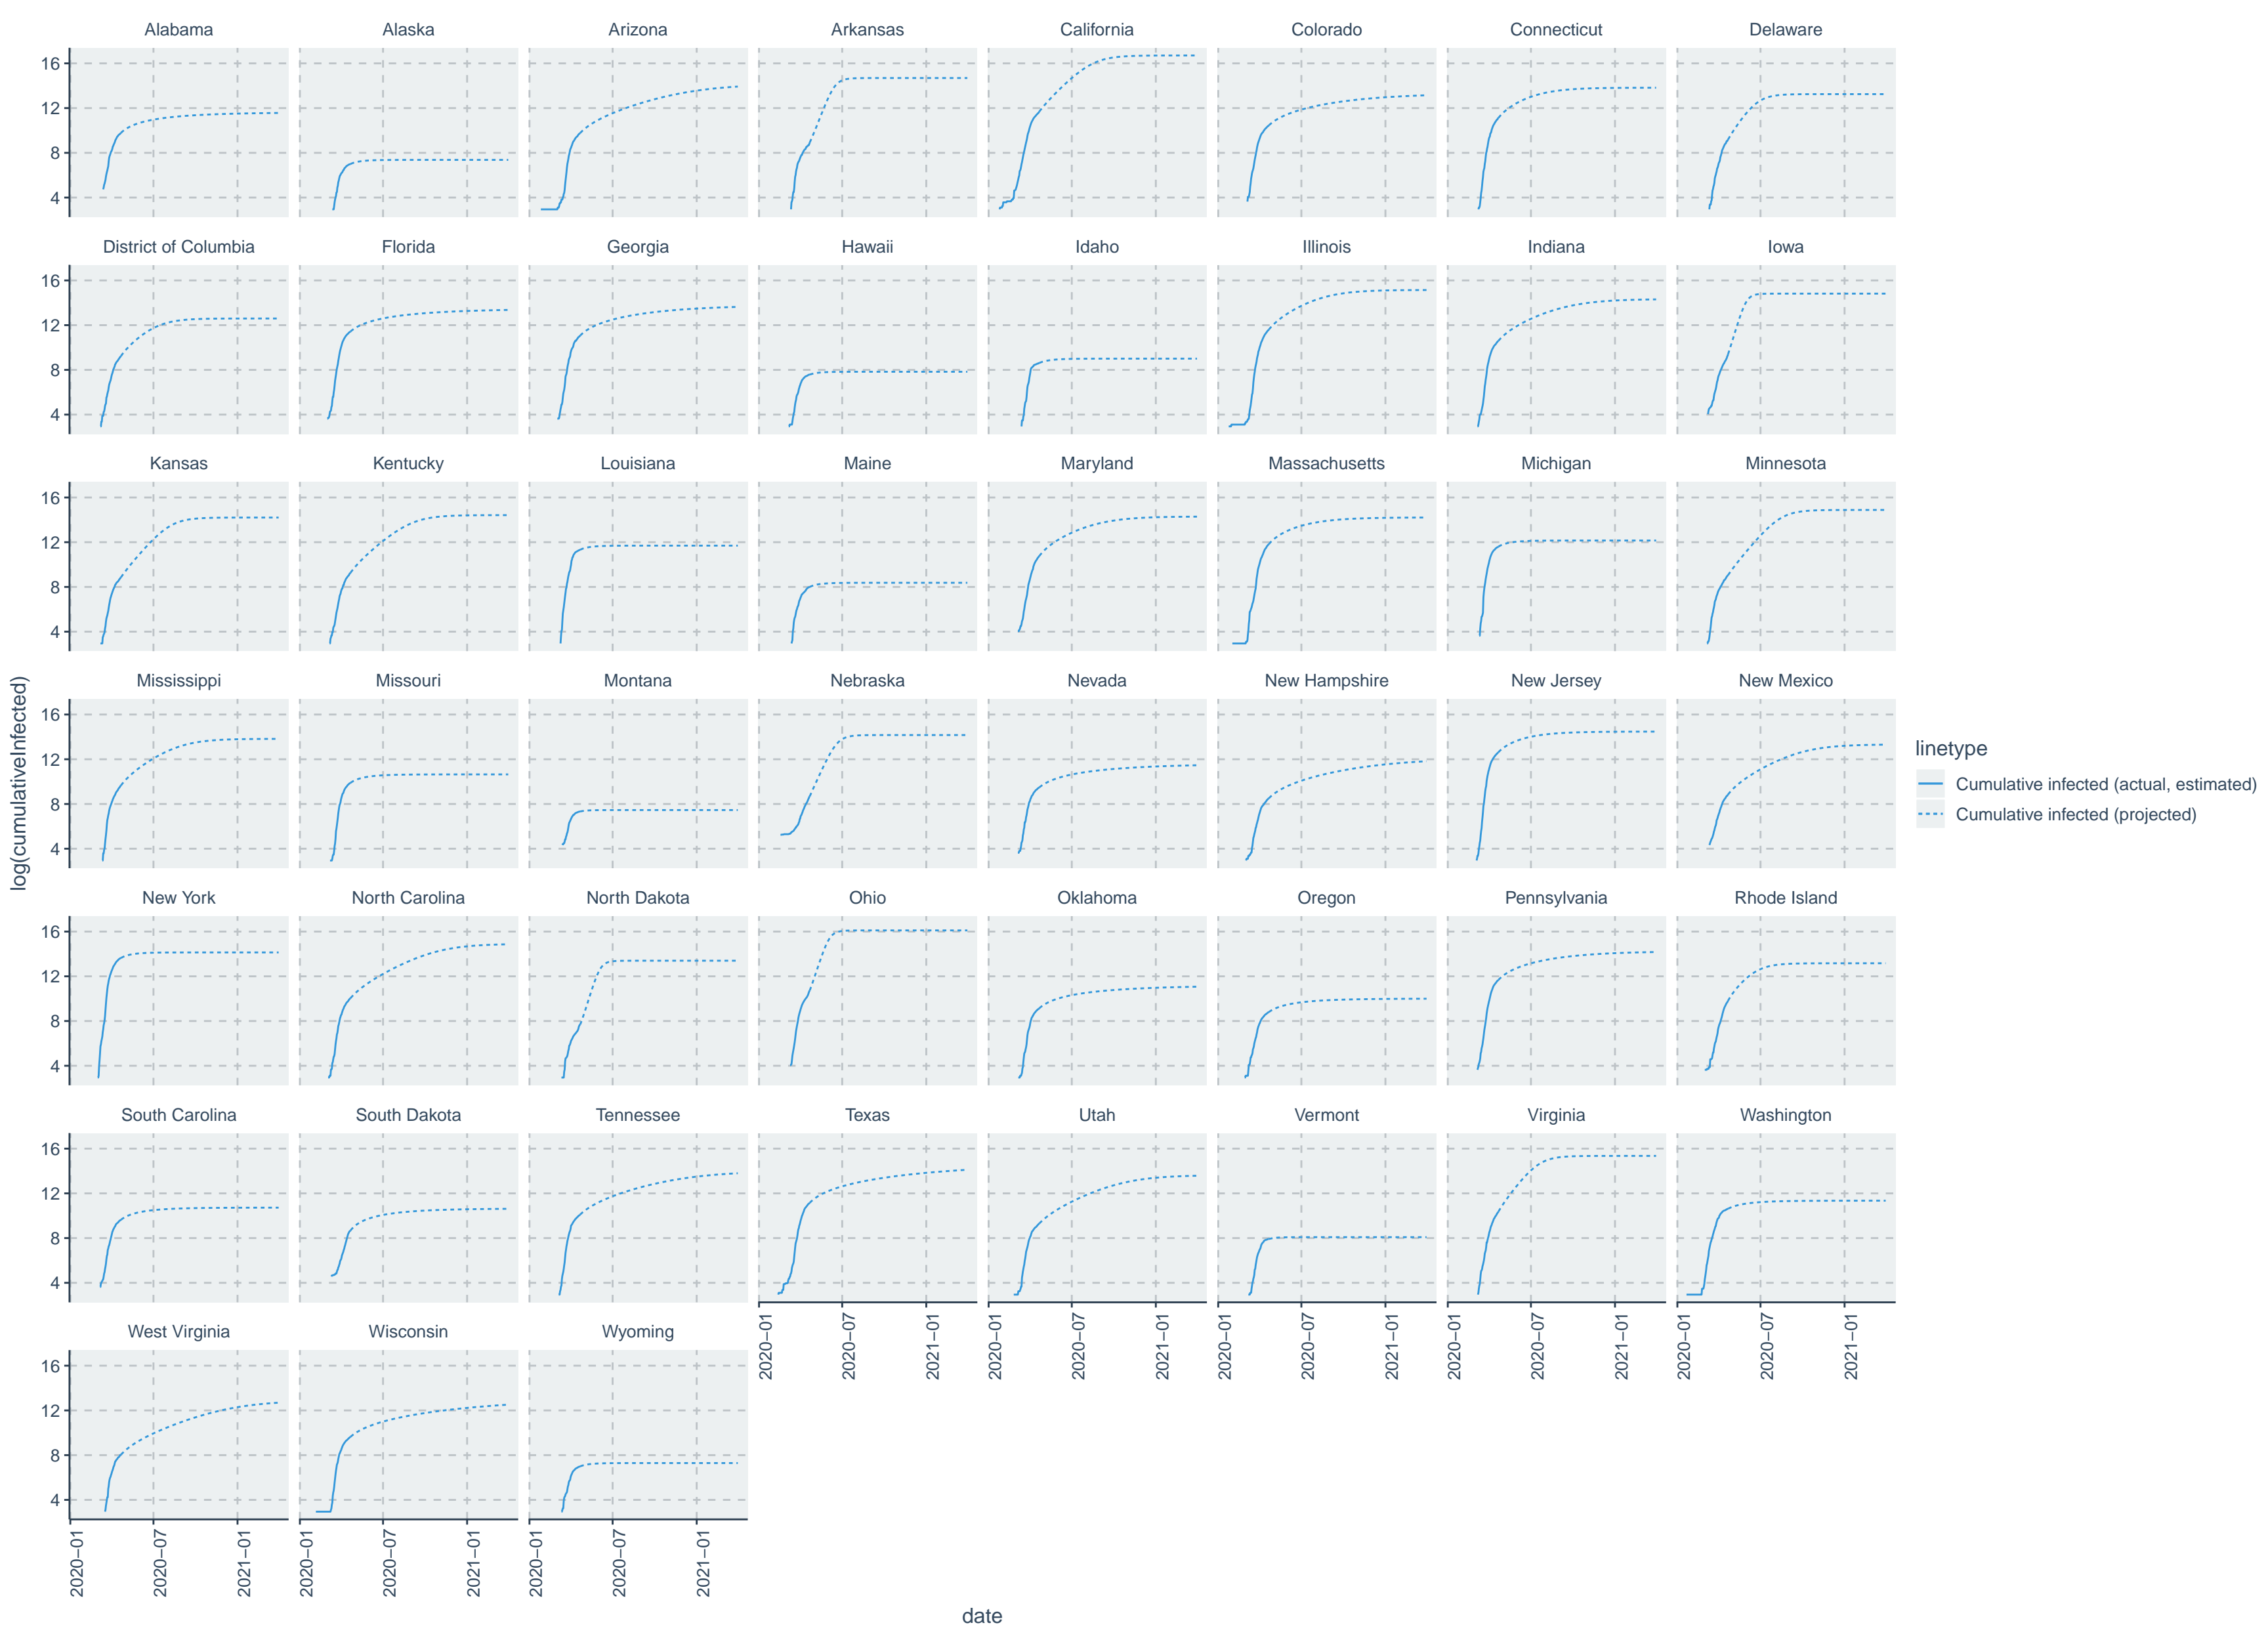 Alabama Alaska Arizona Arkansas California Colorado Connecticut Delaware
16
12
8
4
District of Columbia Florida Georgia Hawaii Idaho Illinois Indiana Iowa
16
12
8
4
Kansas Kentucky Louisiana Maine Maryland Massachusetts Michigan Minnesota
16
12
8
4
Mississippi Missouri Montana Nebraska Nevada New Hampshire New Jersey New Mexico
16
12
8
4
log(cumulativeInfected)
linetype
Cumulative infected (actual, estimated)
Cumulative infected (projected)
New York North Carolina North Dakota Ohio Oklahoma Oregon Pennsylvania Rhode Island
16
12
8
4
South Carolina South Dakota Tennessee Texas Utah Vermont Virginia Washington
16
12
8
4
2020−01 2020−07 2021−01 2020−01 2020−07 2021−01 2020−01 2020−07 2021−01 2020−01 2020−07 2021−01 2020−01 2020−07 2021−01
West Virginia Wisconsin Wyoming
16
12
8
4
2020−01 2020−07 2021−01 2020−01 2020−07 2021−01 2020−01 2020−07 2021−01
date